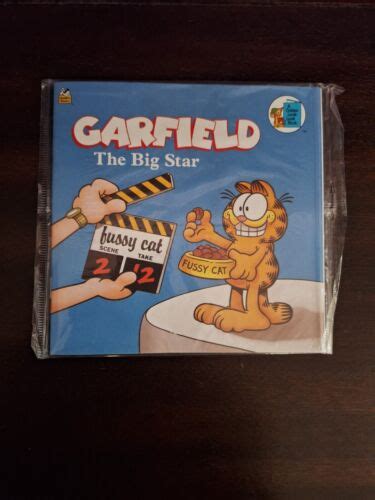 GARFIELD
The Big Star
fussy cat
SCENE TAKE
2 12
FUSSY CAT